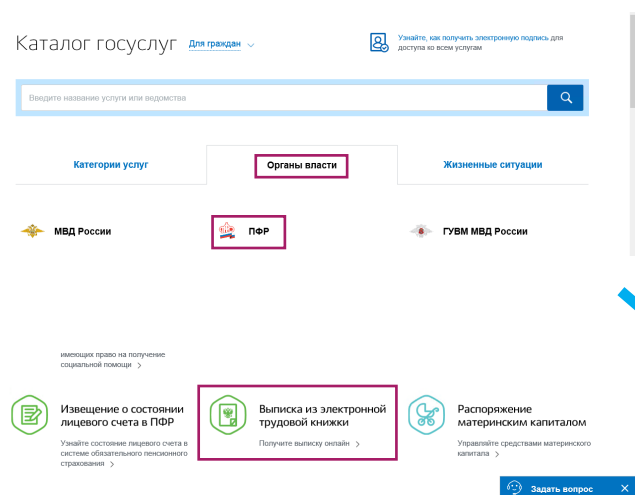 Каталог госуслуг Для граждан
Узнайте, как получить электронную подпись для
доступа ко всем услугам
Введите название услуги или ведомства
Категории услуг
Органы власти
Жизненные ситуации
МВД России
ПФР
ГУВМ МВД России
имеющих право на получение
социальной помощи >
Извещение о состоянии
лицевого счета в ПФР
Узнайте состояние лицевого счета в
системе обязательного пенсионного
страхования >
Выписка из электронной
трудовой книжки
Получите выписку онлайн >
Распоряжение
материнским капиталом
Управляйте средствами материнского
капитала >
Задать вопрос